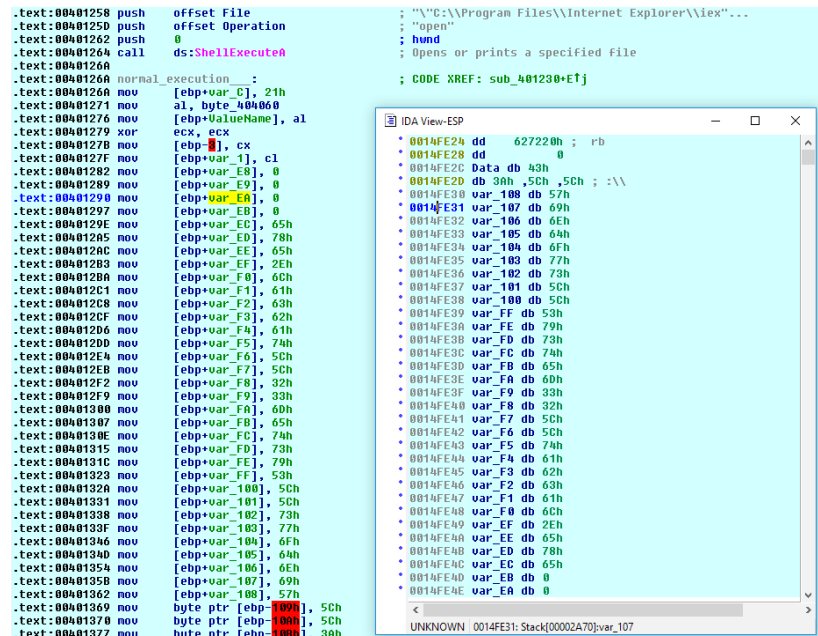 .text:00401258 push offset File ; "\"C:\\Program Files\\Internet Explorer\\iex"...
.text:0040125D push offset Operation ; "open"
.text:00401262 push 0 ; hwnd
.text:00401264 call ds:ShellExecuteA ; Opens or prints a specified file
.text:0040126A
.text:0040126A normal_execution___: ; CODE XREF: sub_401230+E↑j
.text:0040126A mov [ebp+var_C], 21h
.text:00401271 mov al, byte_404060
.text:00401276 mov [ebp+ValueName], al
.text:00401279 xor ecx, ecx
.text:0040127B mov [ebp-3], cx
.text:0040127F mov [ebp+var_1], cl
.text:00401282 mov [ebp+var_E8], 0
.text:00401289 mov [ebp+var_E9], 0
.text:00401290 mov [ebp+var_EA], 0
.text:00401297 mov [ebp+var_EB], 0
.text:0040129E mov [ebp+var_EC], 65h
.text:004012A5 mov [ebp+var_ED], 78h
.text:004012AC mov [ebp+var_EE], 65h
.text:004012B3 mov [ebp+var_EF], 2Eh
.text:004012BA mov [ebp+var_F0], 6Ch
.text:004012C1 mov [ebp+var_F1], 61h
.text:004012C8 mov [ebp+var_F2], 63h
.text:004012CF mov [ebp+var_F3], 62h
.text:004012D6 mov [ebp+var_F4], 61h
.text:004012DD mov [ebp+var_F5], 74h
.text:004012E4 mov [ebp+var_F6], 5Ch
.text:004012EB mov [ebp+var_F7], 5Ch
.text:004012F2 mov [ebp+var_F8], 32h
.text:004012F9 mov [ebp+var_F9], 33h
.text:00401300 mov [ebp+var_FA], 6Dh
.text:00401307 mov [ebp+var_FB], 65h
.text:0040130E mov [ebp+var_FC], 74h
.text:00401315 mov [ebp+var_FD], 73h
.text:0040131C mov [ebp+var_FE], 79h
.text:00401323 mov [ebp+var_FF], 53h
.text:0040132A mov [ebp+var_100], 5Ch
.text:00401331 mov [ebp+var_101], 5Ch
.text:00401338 mov [ebp+var_102], 73h
.text:0040133F mov [ebp+var_103], 77h
.text:00401346 mov [ebp+var_104], 6Fh
.text:0040134D mov [ebp+var_105], 64h
.text:00401354 mov [ebp+var_106], 6Eh
.text:0040135B mov [ebp+var_107], 69h
.text:00401362 mov [ebp+var_108], 57h
.text:00401369 mov byte ptr [ebp-109h], 5Ch
.text:00401370 mov byte ptr [ebp-10Ah], 5Ch
.text:00401377 mov byte ptr [ebp-10Bh], 3Ah
IDA View-ESP
0014FE24 dd 627220h ; rb
0014FE28 dd 0
0014FE2C Data db 43h
0014FE2D db 3Ah ,5Ch ,5Ch ; :\\
0014FE30 var_108 db 57h
0014FE31 var_107 db 69h
0014FE32 var_106 db 6Eh
0014FE33 var_105 db 64h
0014FE34 var_104 db 6Fh
0014FE35 var_103 db 77h
0014FE36 var_102 db 73h
0014FE37 var_101 db 5Ch
0014FE38 var_100 db 5Ch
0014FE39 var_FF db 53h
0014FE3A var_FE db 79h
0014FE3B var_FD db 73h
0014FE3C var_FC db 74h
0014FE3D var_FB db 65h
0014FE3E var_FA db 6Dh
0014FE3F var_F9 db 33h
0014FE40 var_F8 db 32h
0014FE41 var_F7 db 5Ch
0014FE42 var_F6 db 5Ch
0014FE43 var_F5 db 74h
0014FE44 var_F4 db 61h
0014FE45 var_F3 db 62h
0014FE46 var_F2 db 63h
0014FE47 var_F1 db 61h
0014FE48 var_F0 db 6Ch
0014FE49 var_EF db 2Eh
0014FE4A var_EE db 65h
0014FE4B var_ED db 78h
0014FE4C var_EC db 65h
0014FE4D var_EB db 0
0014FE4E var_EA db 0
UNKNOWN 0014FE31: Stack[00002A70]:var_107